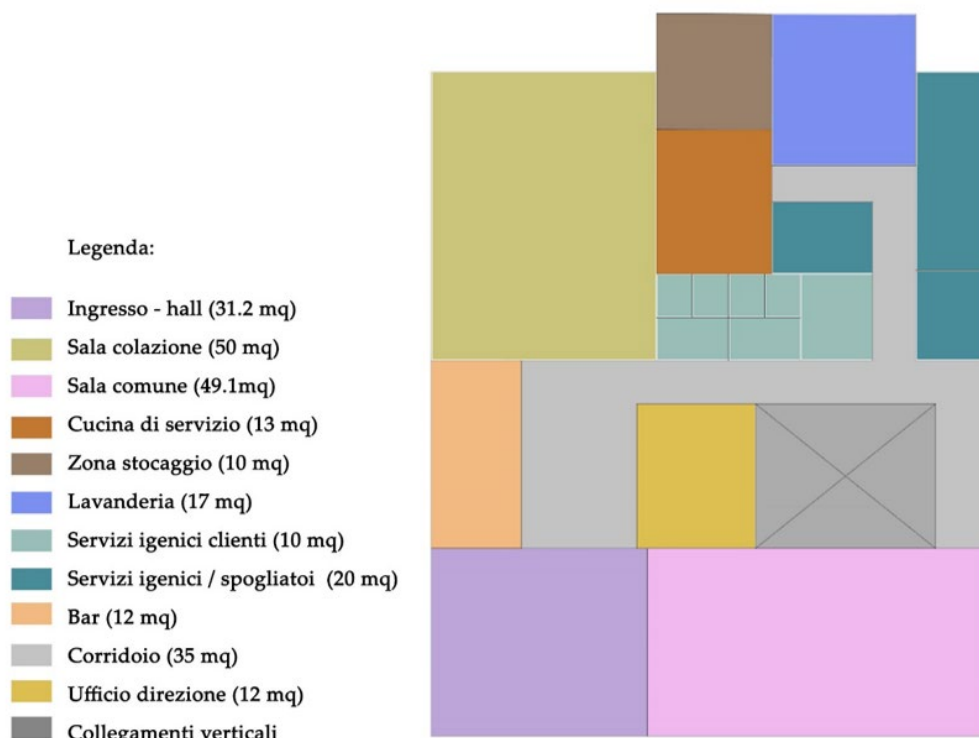 Legenda:
Ingresso - hall (31.2 mq)
Sala colazione (50 mq)
Sala comune (49.1mq)
Cucina di servizio (13 mq)
Zona stocaggio (10 mq)
Lavanderia (17 mq)
Servizi igenici clienti (10 mq)
Servizi igenici / spogliatoi (20 mq)
Bar (12 mq)
Corridoio (35 mq)
Ufficio direzione (12 mq)
Collegamenti verticali